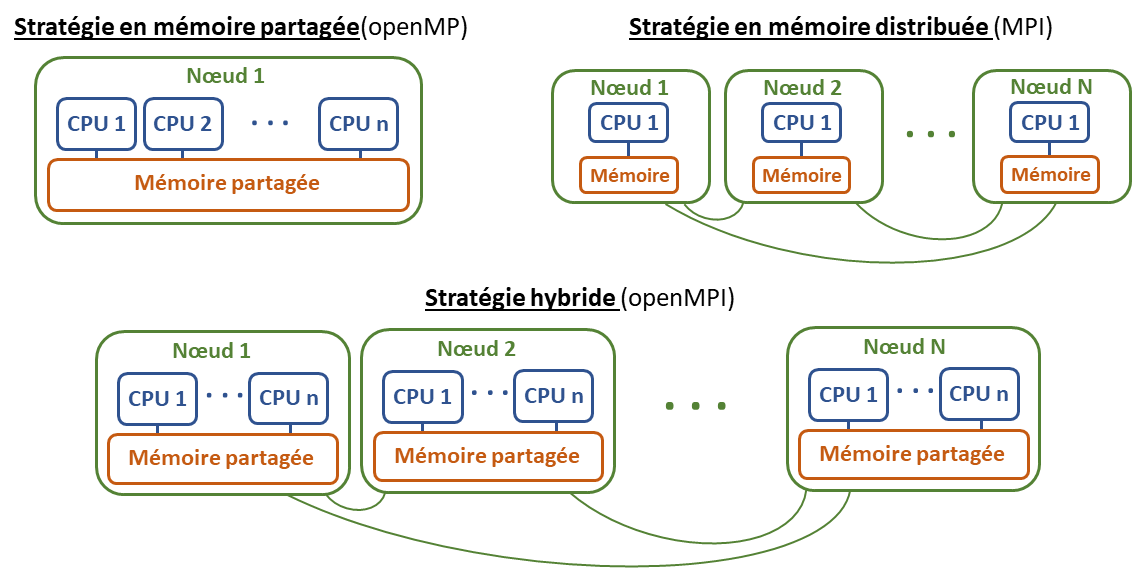 Stratégie en mémoire partagée(openMP)
Nœud 1
CPU 1 CPU 2 ... CPU n
Mémoire partagée
Stratégie en mémoire distribuée (MPI)
Nœud 1 Nœud 2 Nœud N
CPU 1 CPU 1 ... CPU 1
Mémoire Mémoire Mémoire
Stratégie hybride (openMPI)
Nœud 1 Nœud 2 Nœud N
CPU 1 ... CPU n CPU 1 ... CPU n ... CPU 1 ... CPU n
Mémoire partagée Mémoire partagée Mémoire partagée